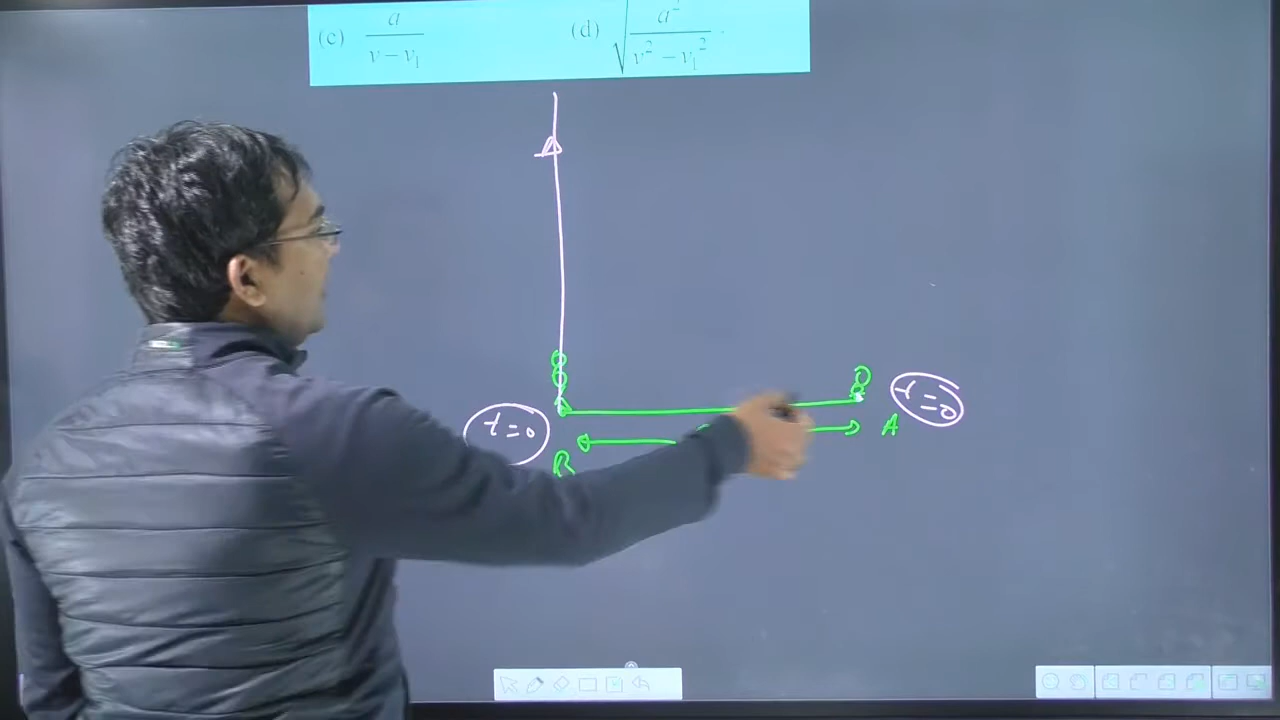 (c) a / v – v₁ (d) √ a² / v² – v₁² .
t=0
t=0
A
B